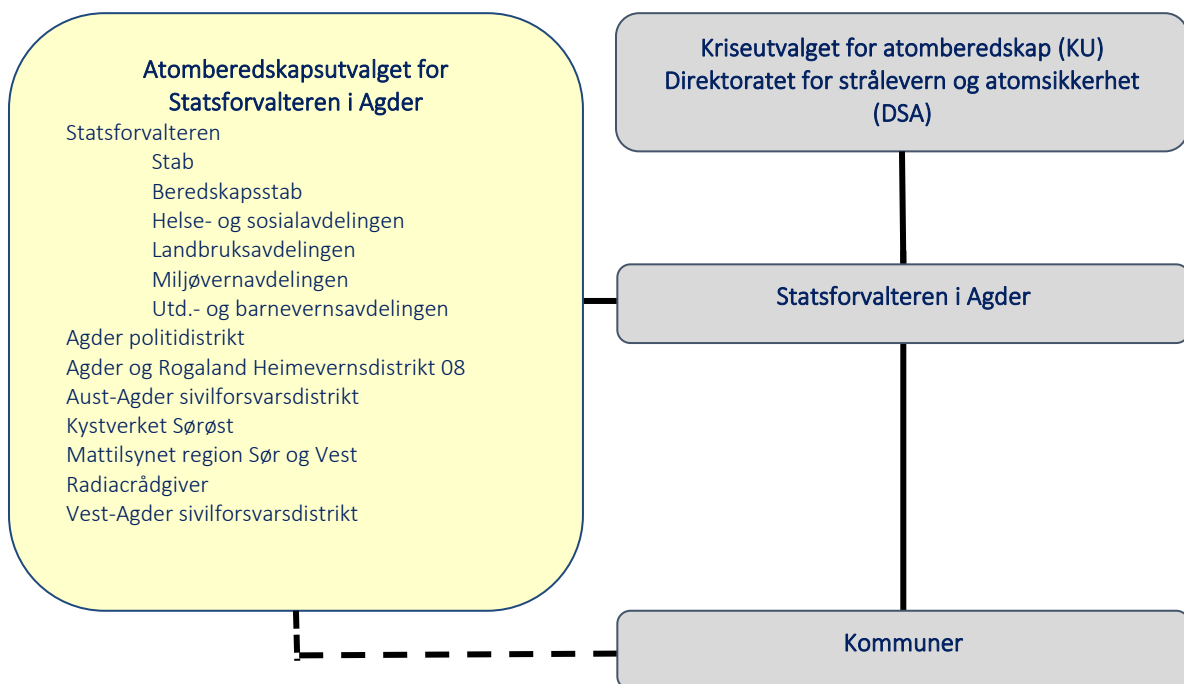 Atomberedskapsutvalget for
Statsforvalteren i Agder
Statsforvalteren
Stab
Beredskapsstab
Helse- og sosialavdelingen
Landbruksavdelingen
Miljøvernavdelingen
Utd.- og barnevernsavdelingen
Agder politidistrikt
Agder og Rogaland Heimevernsdistrikt 08
Aust-Agder sivilforsvarsdistrikt
Kystverket Sørøst
Mattilsynet region Sør og Vest
Radiacrådgiver
Vest-Agder sivilforsvarsdistrikt
Kriseutvalget for atomberedskap (KU)
Direktoratet for strålevern og atomsikkerhet
(DSA)
Statsforvalteren i Agder
Kommuner